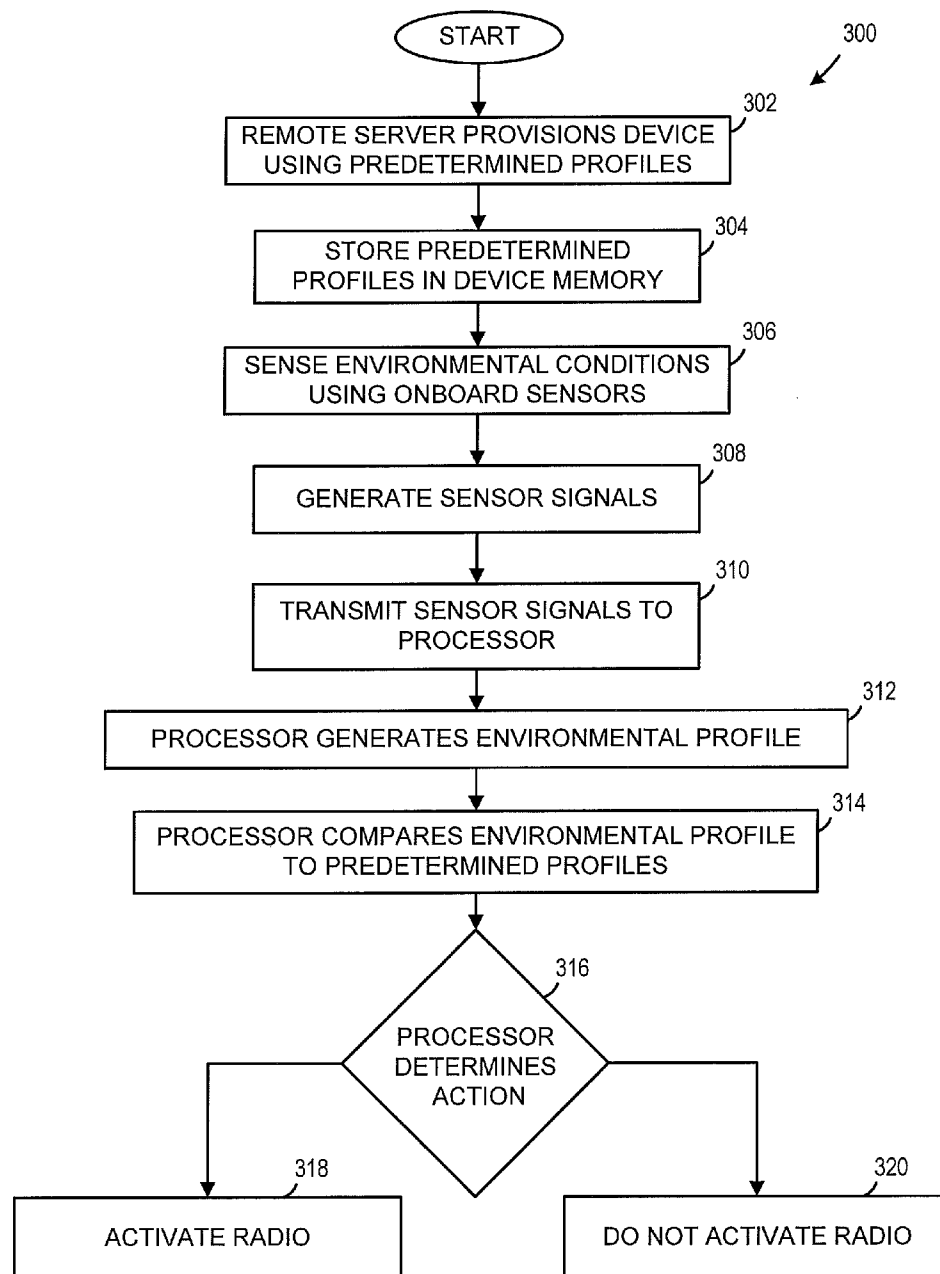 START
300
302
REMOTE SERVER PROVISIONS DEVICE
USING PREDETERMINED PROFILES
304
STORE PREDETERMINED
PROFILES IN DEVICE MEMORY
306
SENSE ENVIRONMENTAL CONDITIONS
USING ONBOARD SENSORS
308
GENERATE SENSOR SIGNALS
310
TRANSMIT SENSOR SIGNALS TO
PROCESSOR
312
PROCESSOR GENERATES ENVIRONMENTAL PROFILE
314
PROCESSOR COMPARES ENVIRONMENTAL PROFILE
TO PREDETERMINED PROFILES
316
PROCESSOR
DETERMINES
ACTION
318
ACTIVATE RADIO
320
DO NOT ACTIVATE RADIO